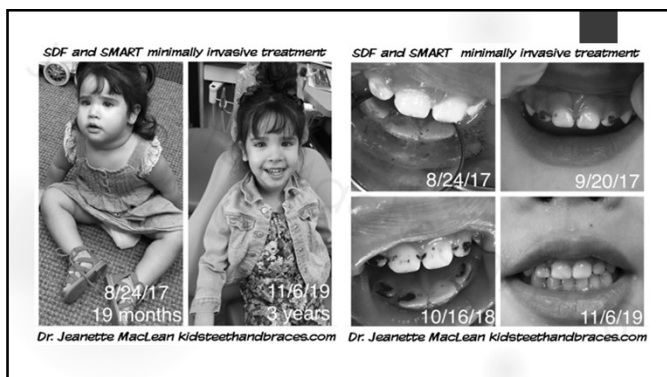 SDF and SMART minimally invasive treatment
8/24/17
19 months
11/6/19
3 years
Dr. Jeanette MacLean kidsteethandbraces.com
SDF and SMART minimally invasive treatment
8/24/17
9/20/17
10/16/18
11/6/19
Dr. Jeanette MacLean kidsteethandbraces.com